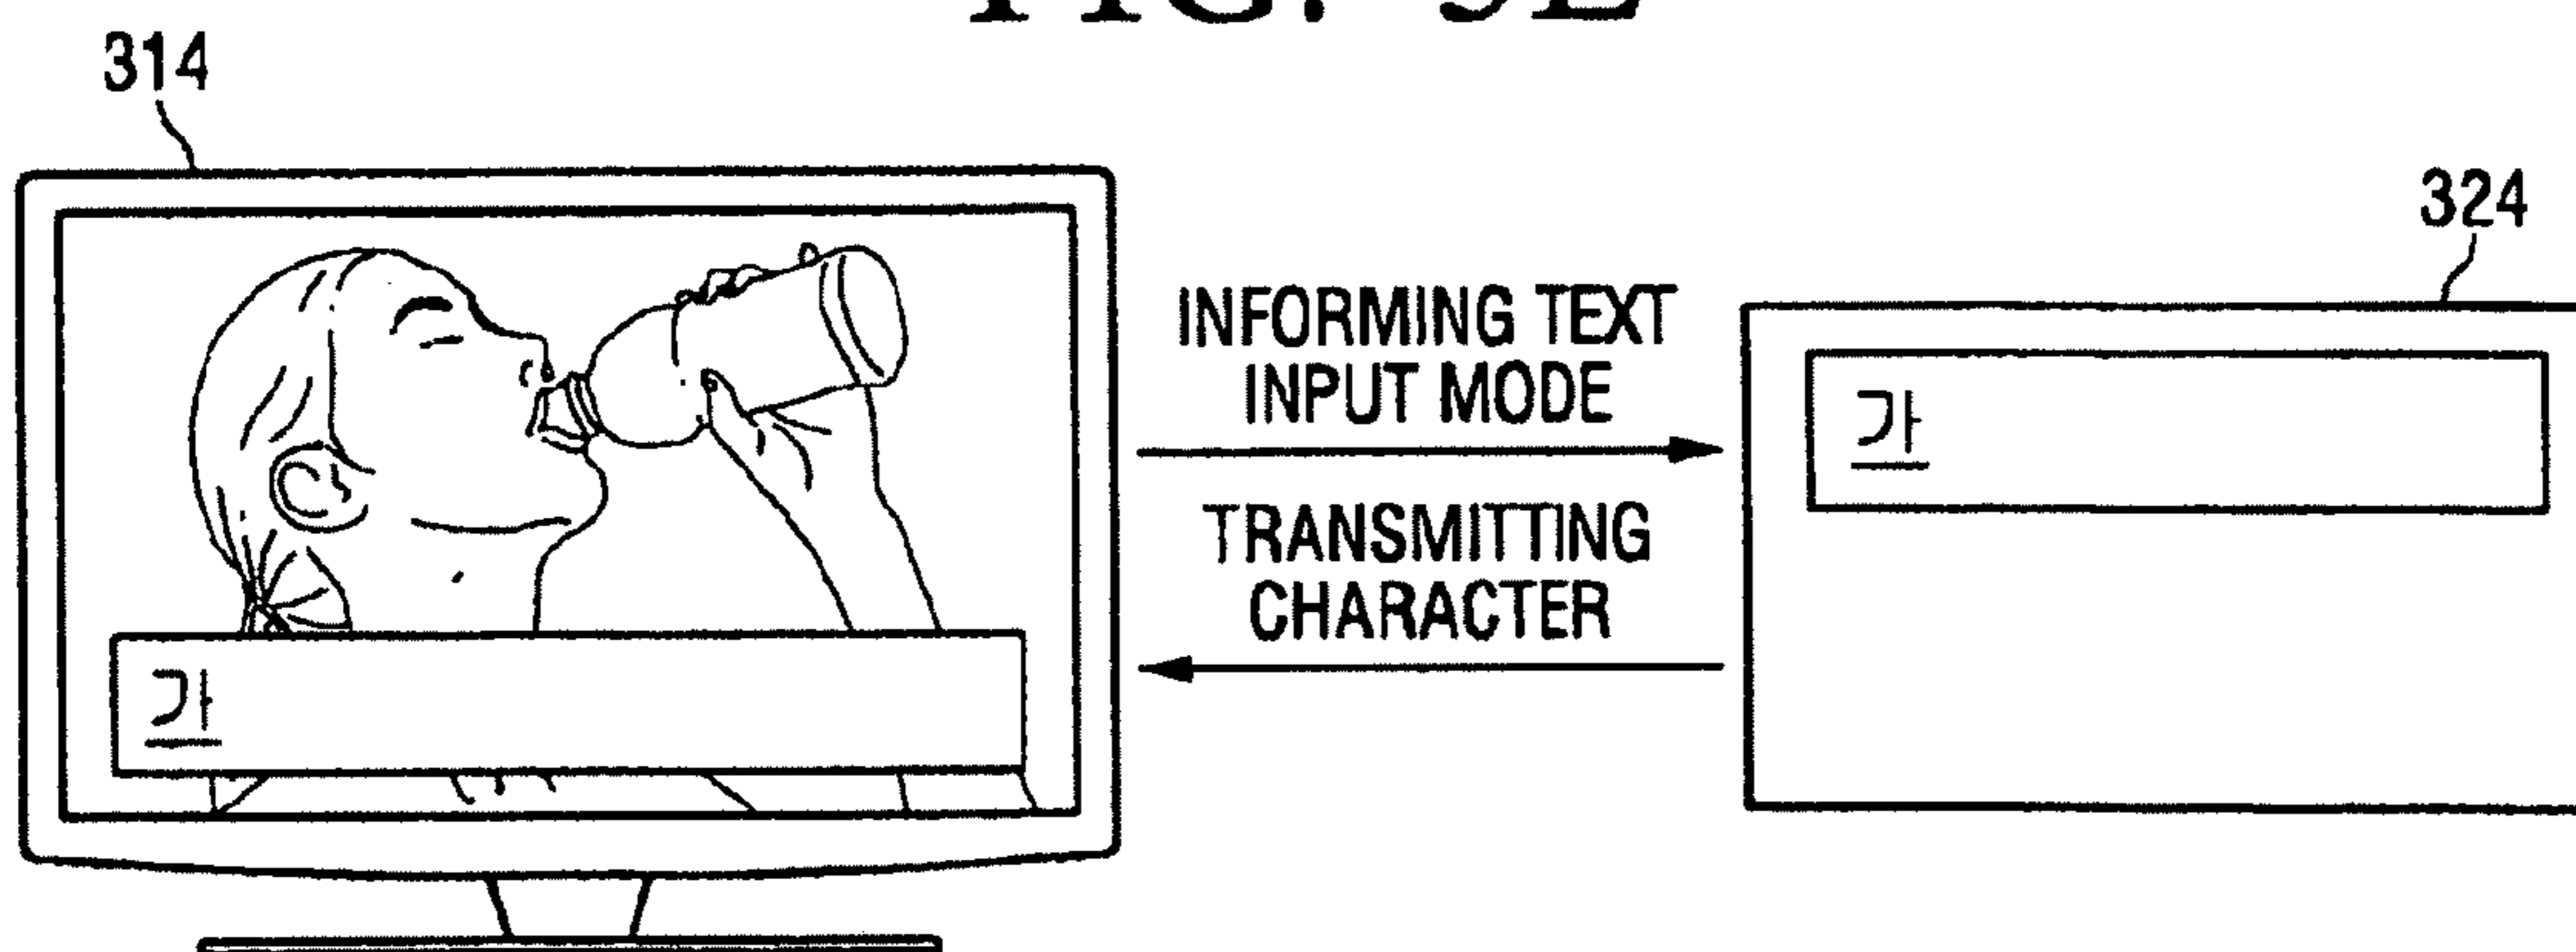 314
324
INFORMING TEXT
INPUT MODE
가
TRANSMITTING
CHARACTER
가